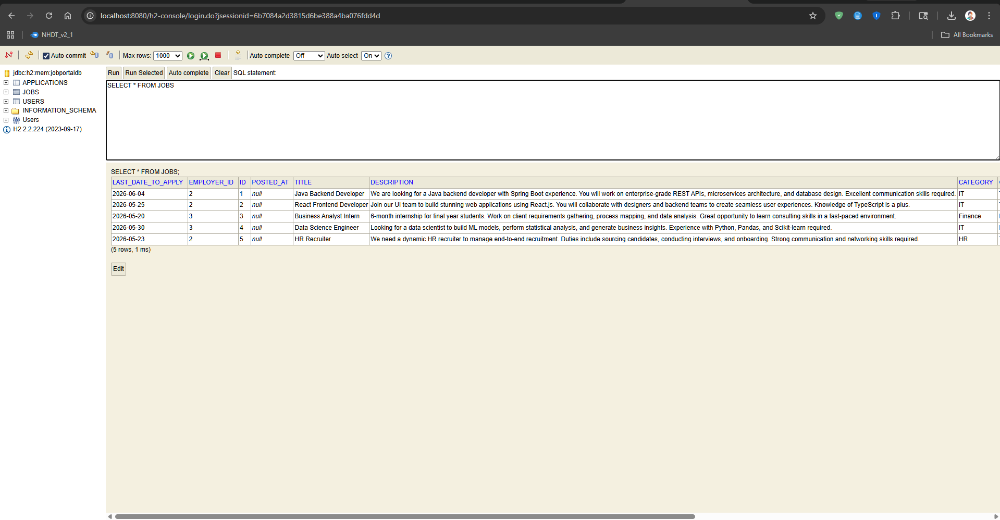 localhost:8080/h2-console/login.do?jsessionid=6b7084a2d3815d6be388a4ba076fdd4d
NHDT_v2_1
All Bookmarks
Auto commit Max rows: 1000 Auto complete Off Auto select On
jdbc:h2:mem:jobportaldb
APPLICATIONS
JOBS
USERS
INFORMATION_SCHEMA
Users
H2 2.2.224 (2023-09-17)
Run Run Selected Auto complete Clear SQL statement:
SELECT * FROM JOBS
SELECT * FROM JOBS;
LAST_DATE_TO_APPLY EMPLOYER_ID ID POSTED_AT TITLE DESCRIPTION CATEGORY
2026-06-04 2 1 null Java Backend Developer We are looking for a Java backend developer with Spring Boot experience. You will work on enterprise-grade REST APIs, microservices architecture, and database design. Excellent communication skills required. IT
2026-05-25 2 2 null React Frontend Developer Join our UI team to build stunning web applications using React.js. You will collaborate with designers and backend teams to create seamless user experiences. Knowledge of TypeScript is a plus. IT
2026-05-20 3 3 null Business Analyst Intern 6-month internship for final year students. Work on client requirements gathering, process mapping, and data analysis. Great opportunity to learn consulting skills in a fast-paced environment. Finance
2026-05-30 3 4 null Data Science Engineer Looking for a data scientist to build ML models, perform statistical analysis, and generate business insights. Experience with Python, Pandas, and Scikit-learn required. IT
2026-05-23 2 5 null HR Recruiter We need a dynamic HR recruiter to manage end-to-end recruitment. Duties include sourcing candidates, conducting interviews, and onboarding. Strong communication and networking skills required. HR
(5 rows, 1 ms)
Edit